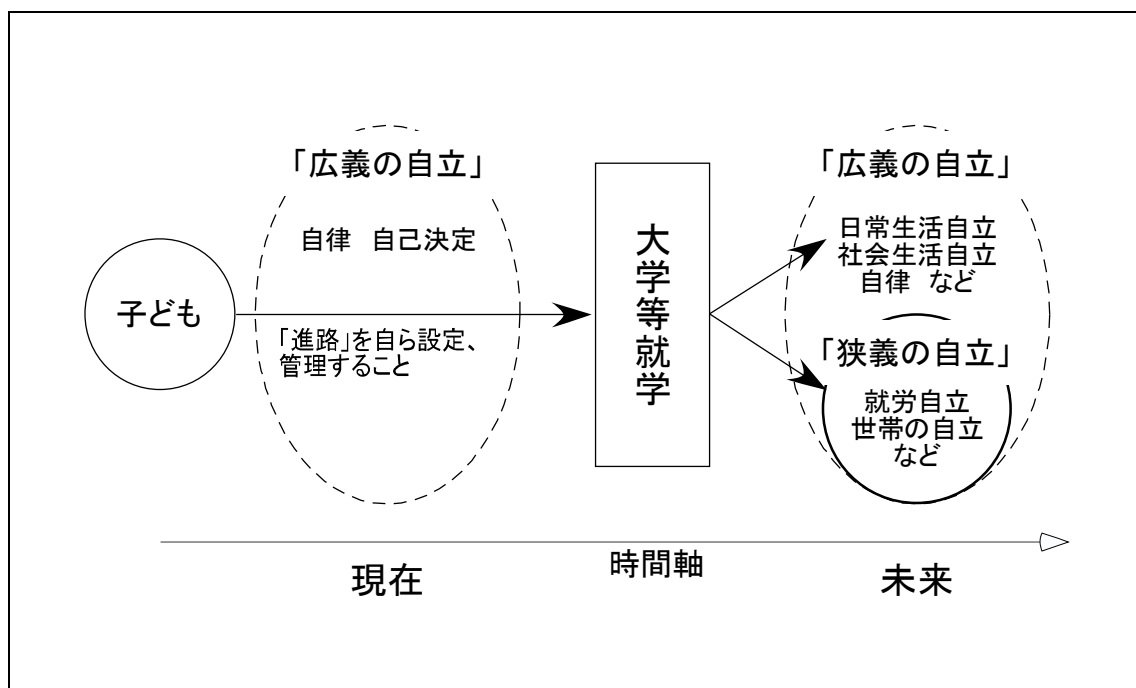 「広義の自立」
自律 自己決定
子ども
「進路」を自ら設定、
管理すること
大学等就学
「広義の自立」
日常生活自立
社会生活自立
自律 など
「狭義の自立」
就労自立
世帯の自立
など
時間軸
現在
未来